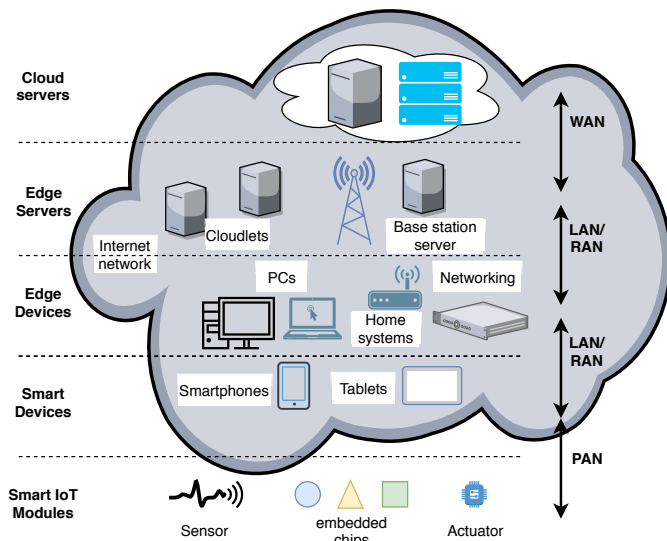 Cloud
servers
WAN
Edge
Servers
Internet
network
Cloudlets
Base station
server
LAN/
RAN
Edge
Devices
PCs
Home
systems
Networking
LAN/
RAN
Smart
Devices
Smartphones
Tablets
PAN
Smart IoT
Modules
Sensor
embedded
chips
Actuator